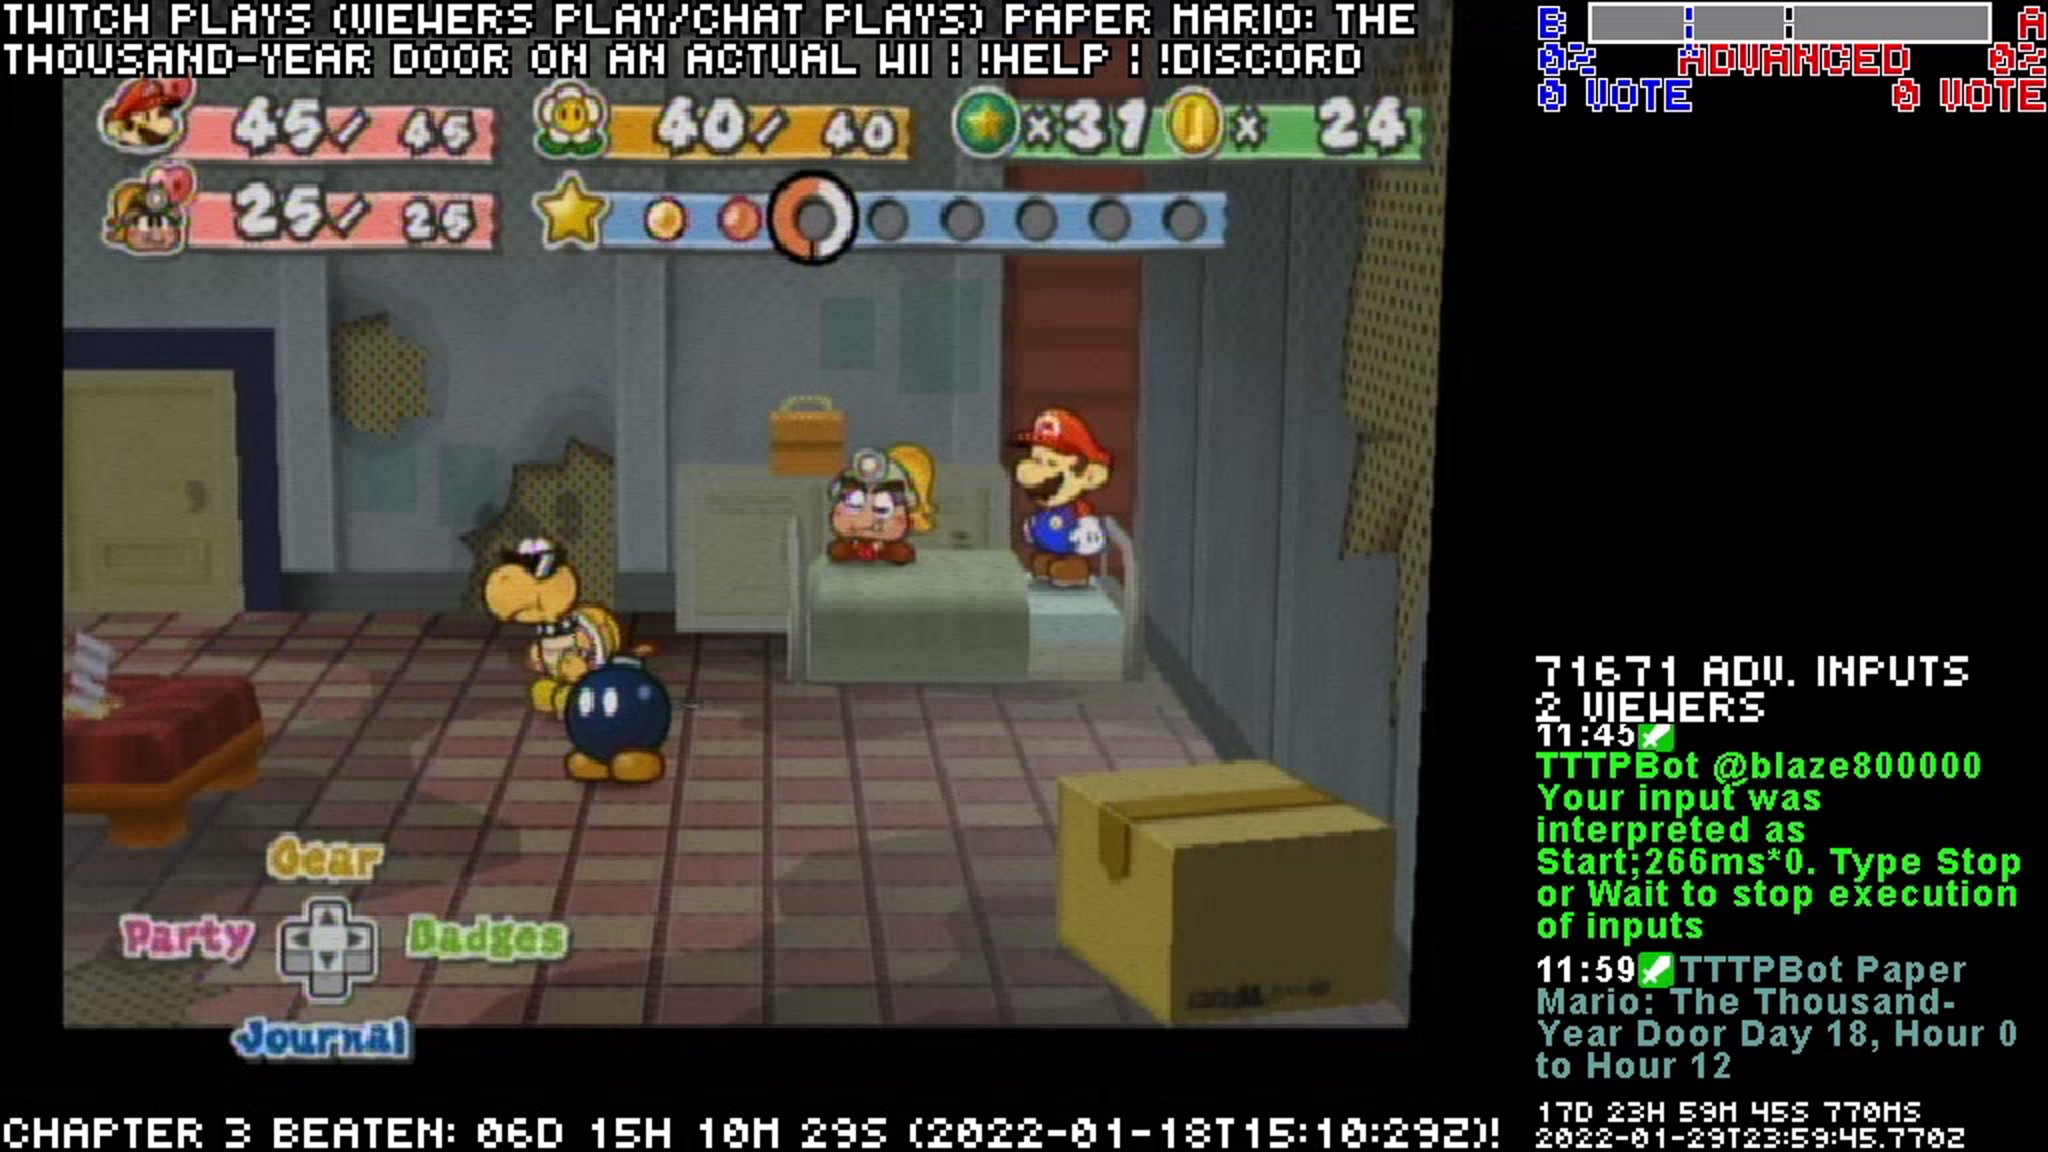 TWITCH PLAYS (VIEWERS PLAY/CHAT PLAYS) PAPER MARIO: THE
THOUSAND-YEAR DOOR ON AN ACTUAL WII ¦ !HELP ¦ !DISCORD
B A
0% ADVANCED 0%
0 VOTE 0 VOTE
45/ 45 40/ 40 ×31 × 24
25/ 25
Gear
Party Badges
Journal
71671 ADV. INPUTS
2 VIEWERS
11:45
TTTPBot @blaze800000
Your input was
interpreted as
Start;266ms*0. Type Stop
or Wait to stop execution
of inputs
11:59 TTTPBot Paper
Mario: The Thousand-
Year Door Day 18, Hour 0
to Hour 12
17D 23H 59M 45S 770MS
2022-01-29T23:59:45.770Z
CHAPTER 3 BEATEN: 06D 15H 10M 29S (2022-01-18T15:10:29Z)!